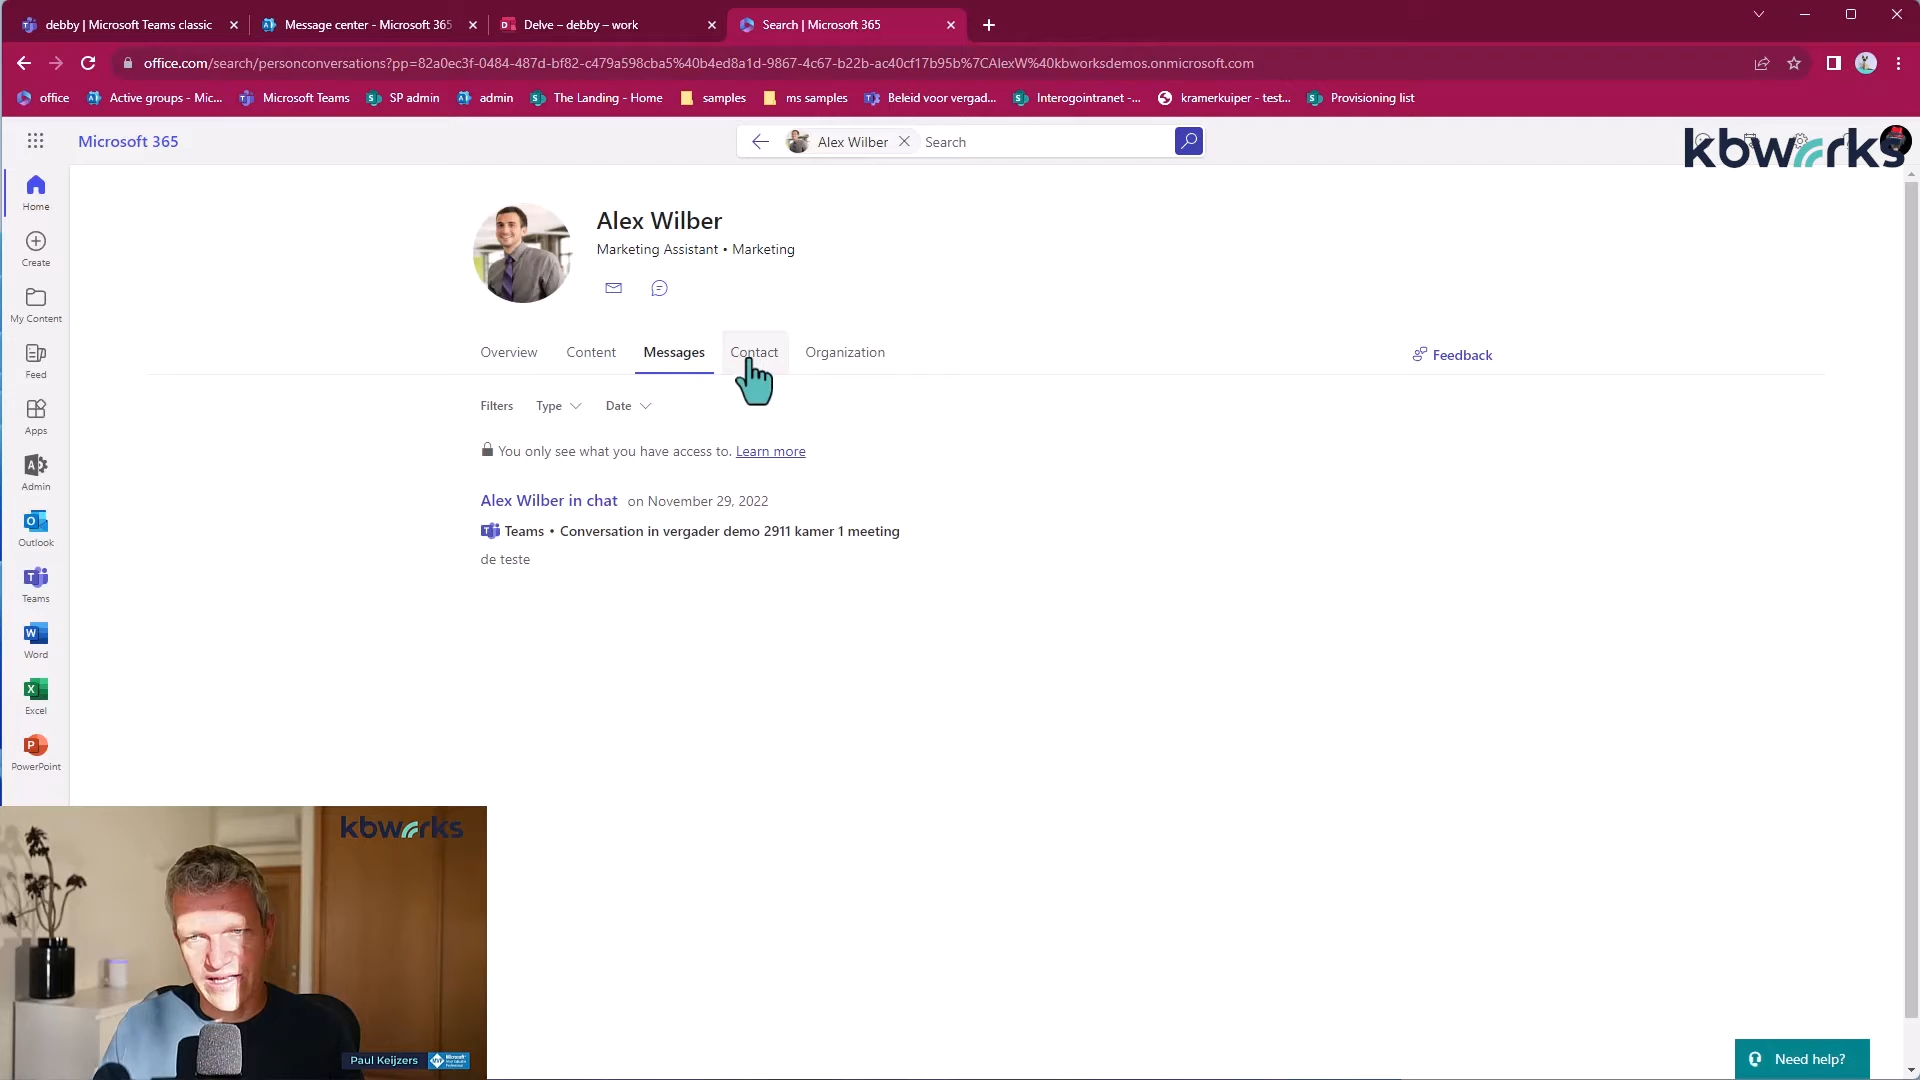 debby | Microsoft Teams classic
Message center - Microsoft 365
Delve – debby – work
Search | Microsoft 365
office.com/search/personconversations?pp=82a0ec3f-0484-487d-bf82-c479a598cba5%40b4ed8a1d-9867-4c67-b22b-ac40cf17b95b%7CAlexW%40kbworksdemos.onmicrosoft.com
office
Active groups - Mic...
Microsoft Teams
SP admin
admin
The Landing - Home
samples
ms samples
Beleid voor vergad...
Interogointranet -...
kramerkuiper - test...
Provisioning list
Microsoft 365
Alex Wilber
Search
kbworks
Home
Create
My Content
Feed
Apps
Admin
Outlook
Teams
Word
Excel
PowerPoint
Alex Wilber
Marketing Assistant • Marketing
Overview
Content
Messages
Contact
Organization
Feedback
Filters
Type
Date
You only see what you have access to. Learn more
Alex Wilber in chat on November 29, 2022
Teams • Conversation in vergader demo 2911 kamer 1 meeting
de teste
kbworks
Paul Keijzers
Need help?